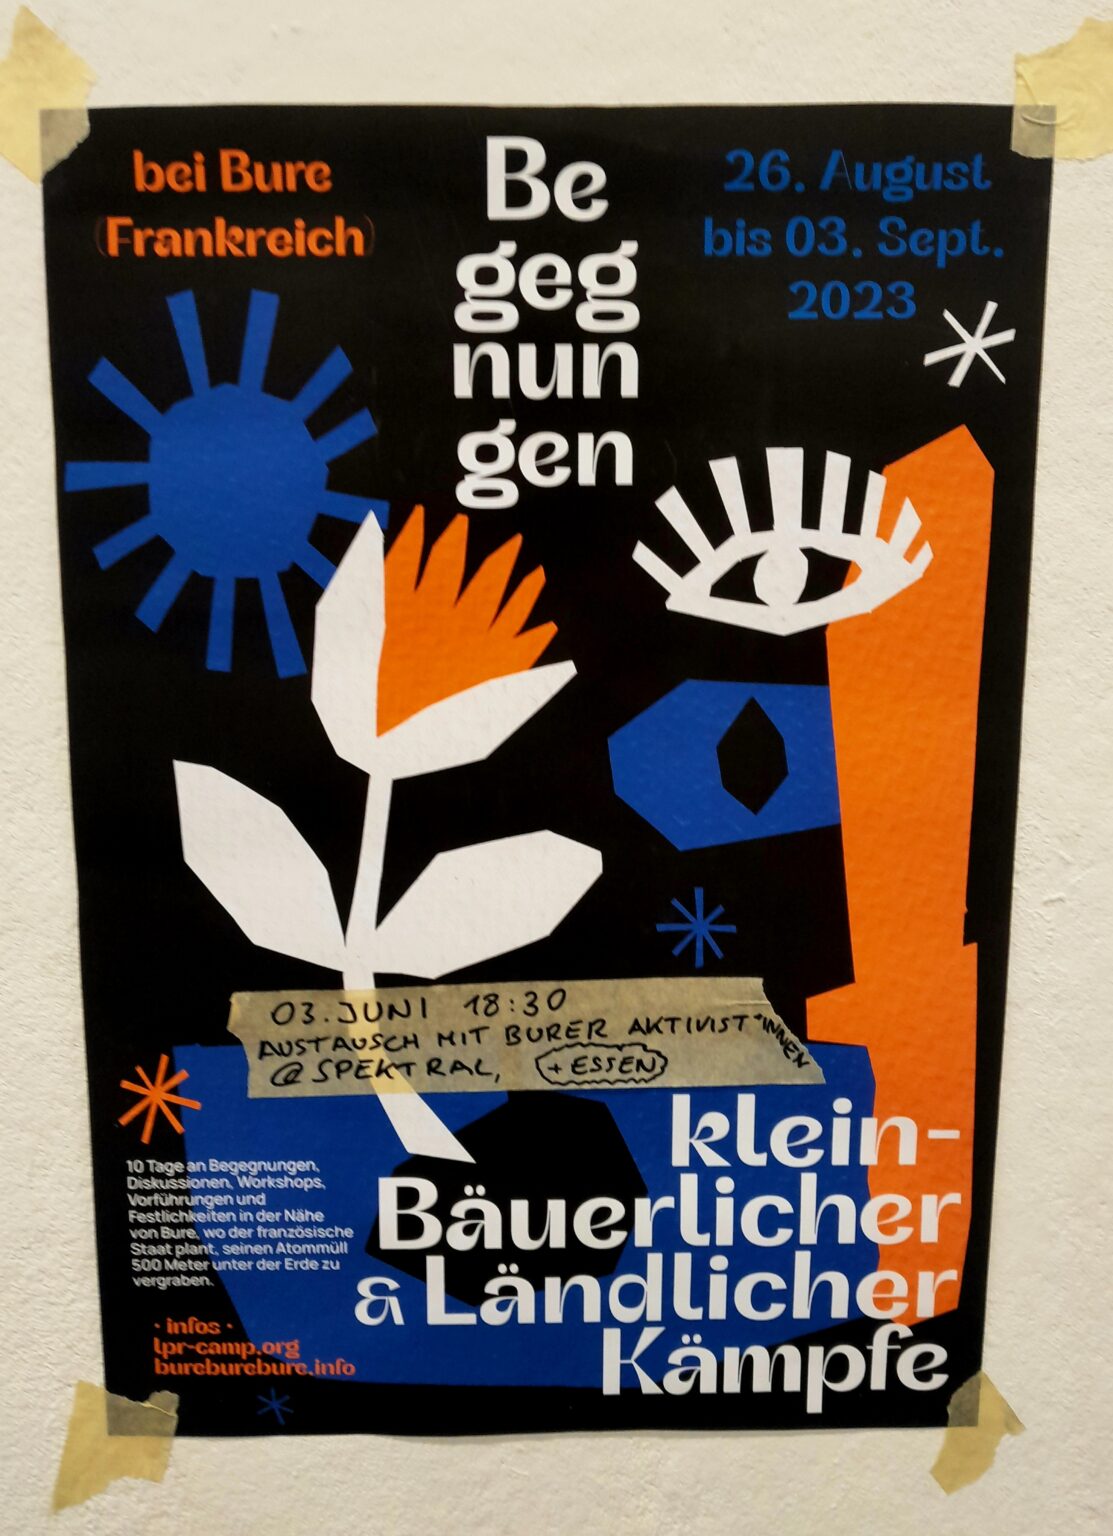 bei Bure
(Frankreich)
Be
geg
nun
gen
26. August
bis 03. Sept.
2023
03. JUNI 18:30
AUSTAUSCH MIT BURER AKTIVIST*INNEN
@ SPEKTRAL, + ESSEN
klein-
Bäuerlicher
& Ländlicher
Kämpfe
10 Tage an Begegnungen,
Diskussionen, Workshops,
Vorführungen und
Festlichkeiten in der Nähe
von Bure, wo der französische
Staat plant, seinen Atommüll
500 Meter unter der Erde zu
vergraben.
· infos ·
lpr-camp.org
bureburebure.info